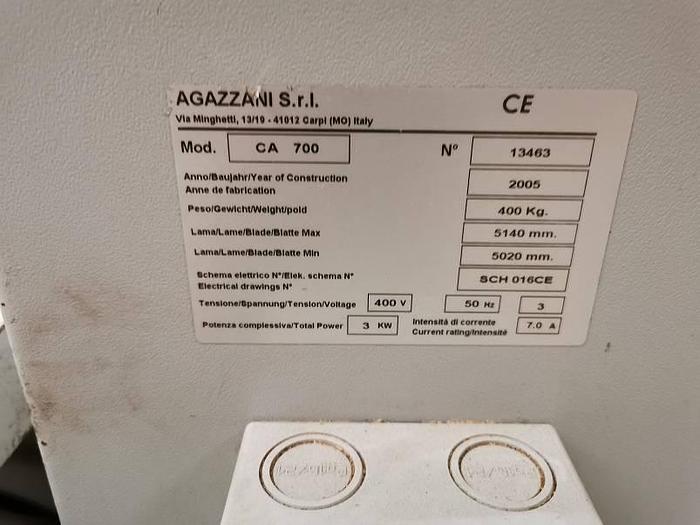 AGAZZANI S.r.l. CE
Via Minghetti, 13/19 - 41012 Carpi (MO) Italy
Mod. CA 700 N° 13463
Anno/Baujahr/Year of Construction
Anne de fabrication 2005
Peso/Gewicht/Weight/poid 400 Kg.
Lama/Lame/Blade/Blatte Max 5140 mm.
Lama/Lame/Blade/Blatte Min 5020 mm.
Schema elettrico N°/Elek. schema N°
Electrical drawings N° SCH 016CE
Tensione/Spannung/Tension/Voltage 400 V 50 Hz 3
Potenza complessiva/Total Power 3 KW Intensità di corrente
Current rating/Intensité 7.0 A